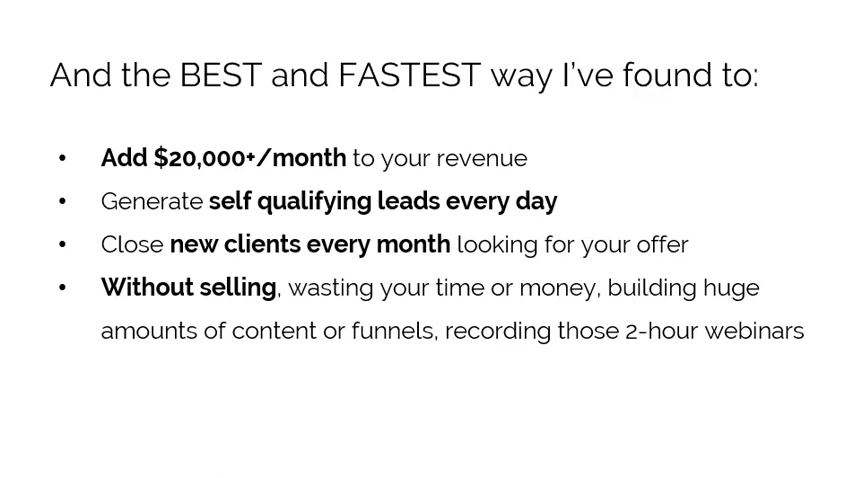 And the BEST and FASTEST way I’ve found to:
• Add $20,000+/month to your revenue
• Generate self qualifying leads every day
• Close new clients every month looking for your offer
• Without selling, wasting your time or money, building huge
amounts of content or funnels, recording those 2-hour webinars